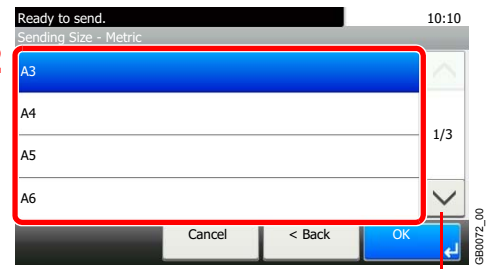 Ready to send. 10:10
Sending Size - Metric
A3
A4
1/3
A5
A6
Cancel < Back OK
GB0072_00